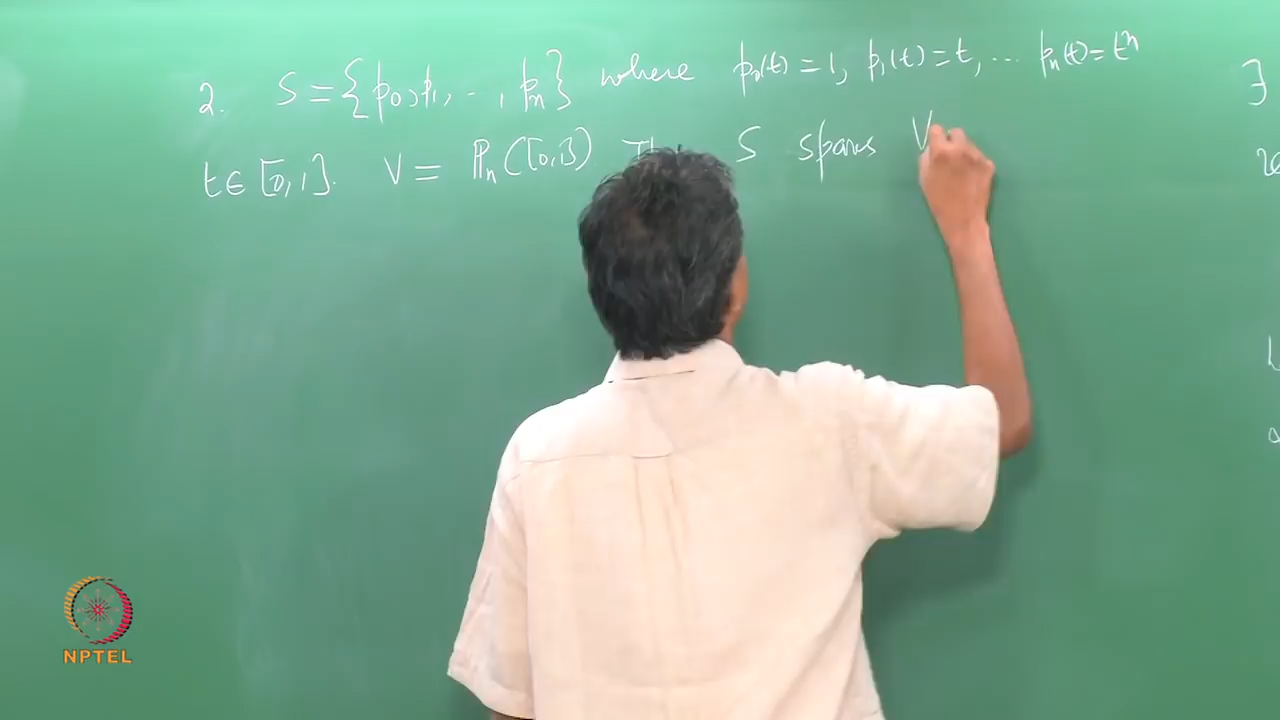 2. S = {p₀, p₁, .., pₙ} where p₀(t) = 1, p₁(t) = t, ... pₙ(t) = tⁿ
t ∈ [0,1]. V = ℙₙ([0,1]) S spans V
∃
NPTEL